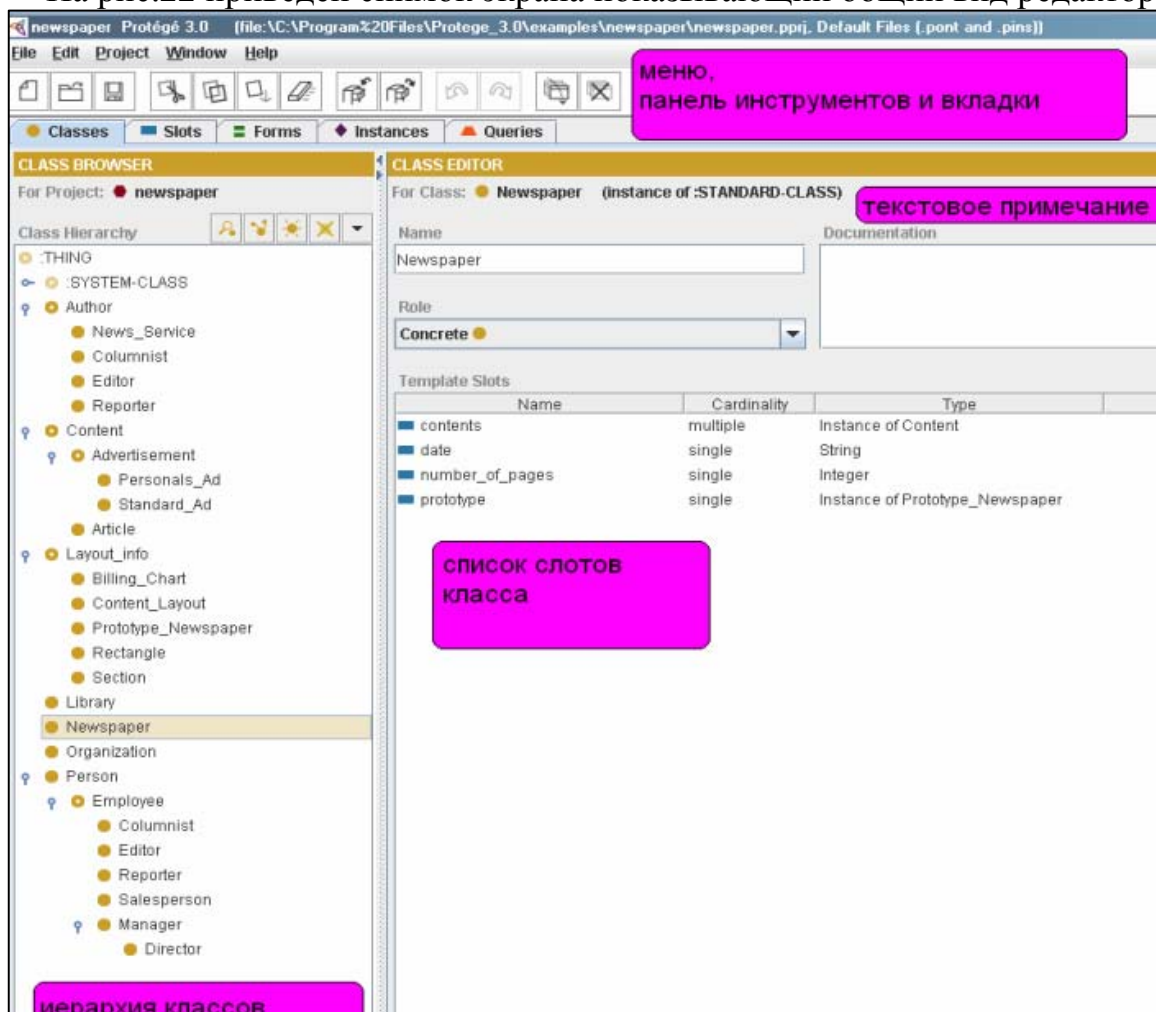 newspaper Protégé 3.0 (file:\C:\Program%20Files\Protege_3.0\examples\newspaper\newspaper.pprj, Default Files (.pont and .pins))
File Edit Project Window Help
меню,
панель инструментов и вкладки
Classes Slots Forms Instances Queries
CLASS BROWSER
For Project: newspaper
Class Hierarchy
:THING
:SYSTEM-CLASS
Author
News_Service
Columnist
Editor
Reporter
Content
Advertisement
Personals_Ad
Standard_Ad
Article
Layout_info
Billing_Chart
Content_Layout
Prototype_Newspaper
Rectangle
Section
Library
Newspaper
Organization
Person
Employee
Columnist
Editor
Reporter
Salesperson
Manager
Director
иерархия классов
CLASS EDITOR
For Class: Newspaper (instance of :STANDARD-CLASS)
текстовое примечание
Name
Newspaper
Documentation
Role
Concrete
Template Slots
Name Cardinality Type
contents multiple Instance of Content
date single String
number_of_pages single Integer
prototype single Instance of Prototype_Newspaper
список слотов
класса